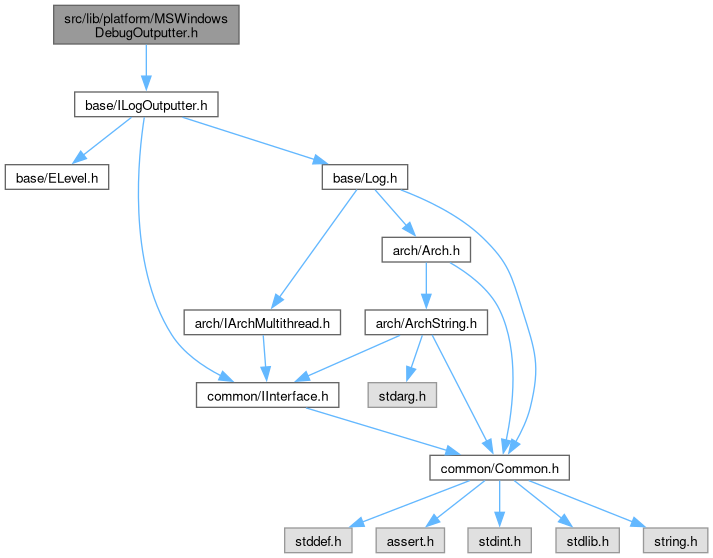 src/lib/platform/MSWindows
DebugOutputter.h
base/ILogOutputter.h
base/ELevel.h
base/Log.h
arch/Arch.h
arch/IArchMultithread.h
arch/ArchString.h
common/IInterface.h
stdarg.h
common/Common.h
stddef.h
assert.h
stdint.h
stdlib.h
string.h